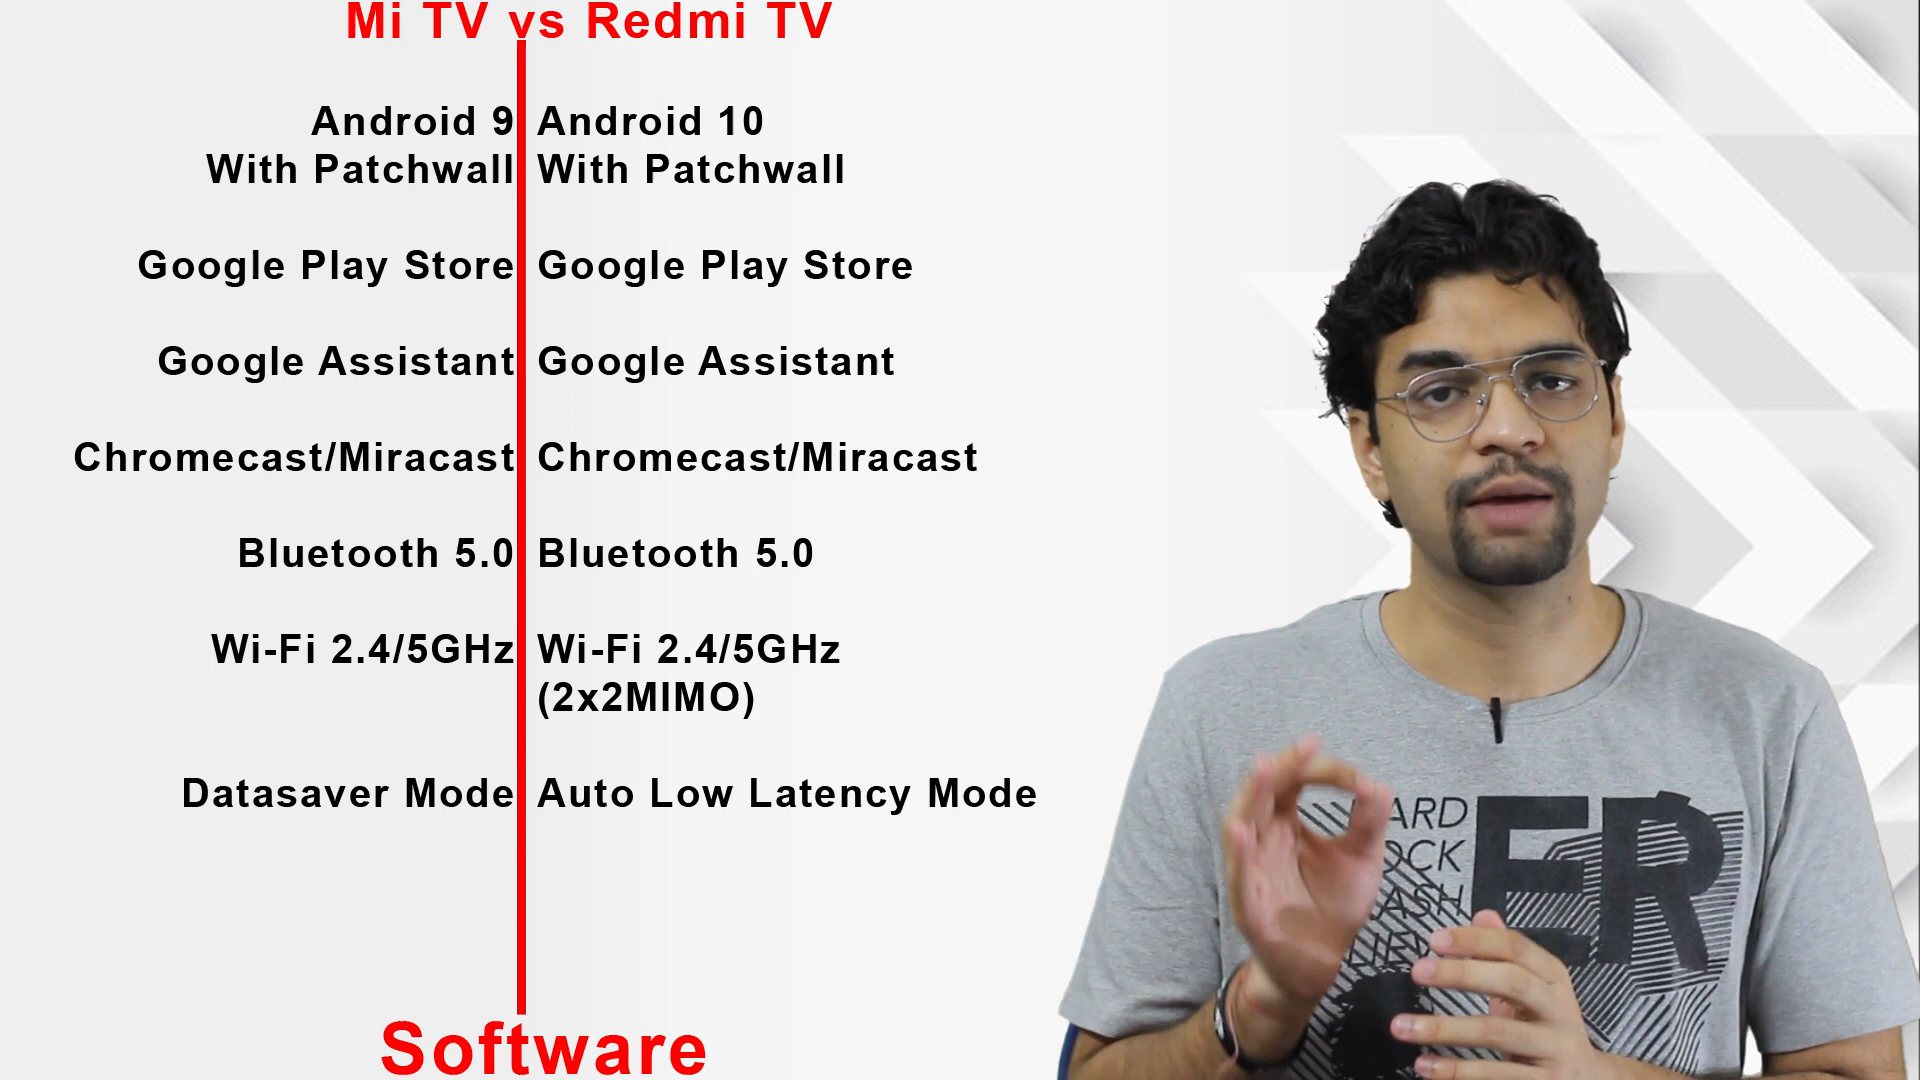 Mi TV vs Redmi TV
Android 9
With Patchwall
Android 10
With Patchwall
Google Play Store
Google Play Store
Google Assistant
Google Assistant
Chromecast/Miracast
Chromecast/Miracast
Bluetooth 5.0
Bluetooth 5.0
Wi-Fi 2.4/5GHz
Wi-Fi 2.4/5GHz
(2x2MIMO)
Datasaver Mode
Auto Low Latency Mode
Software
ER